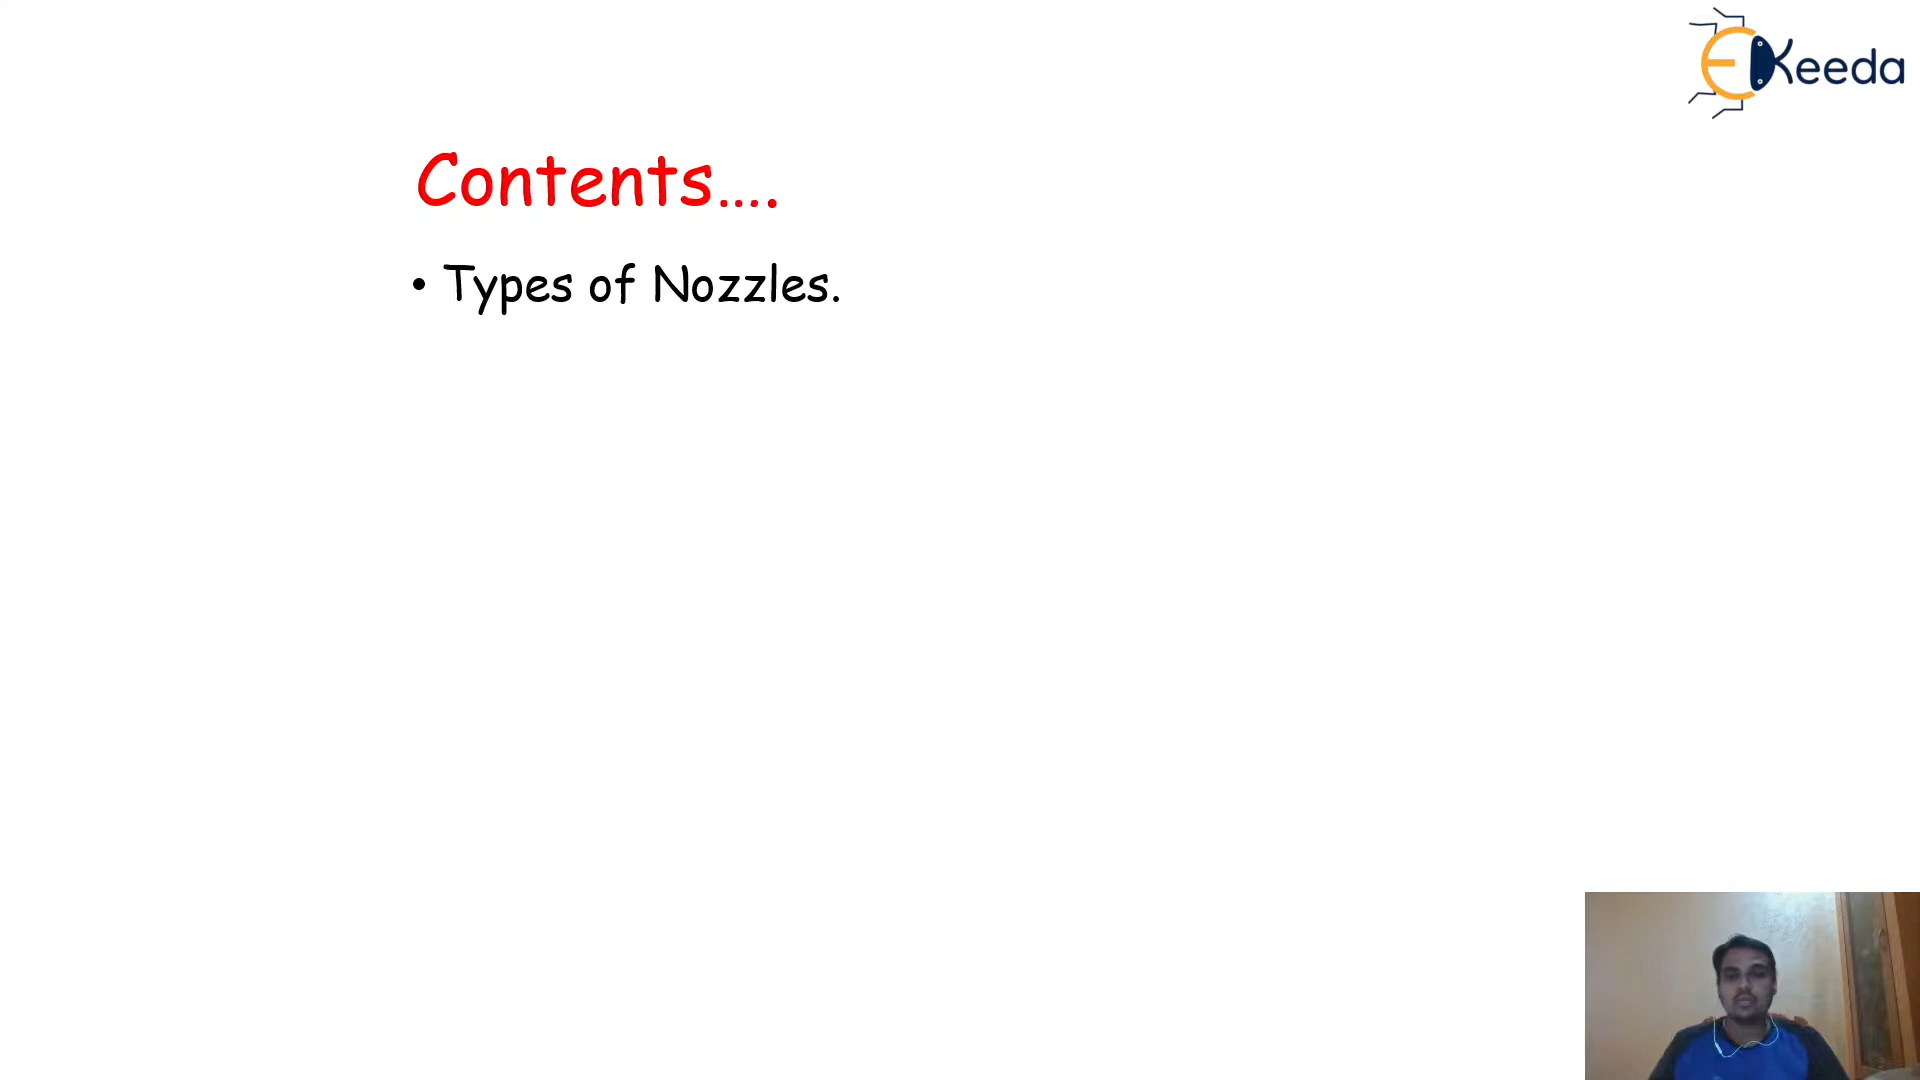 EKeeda
Contents....
• Types of Nozzles.